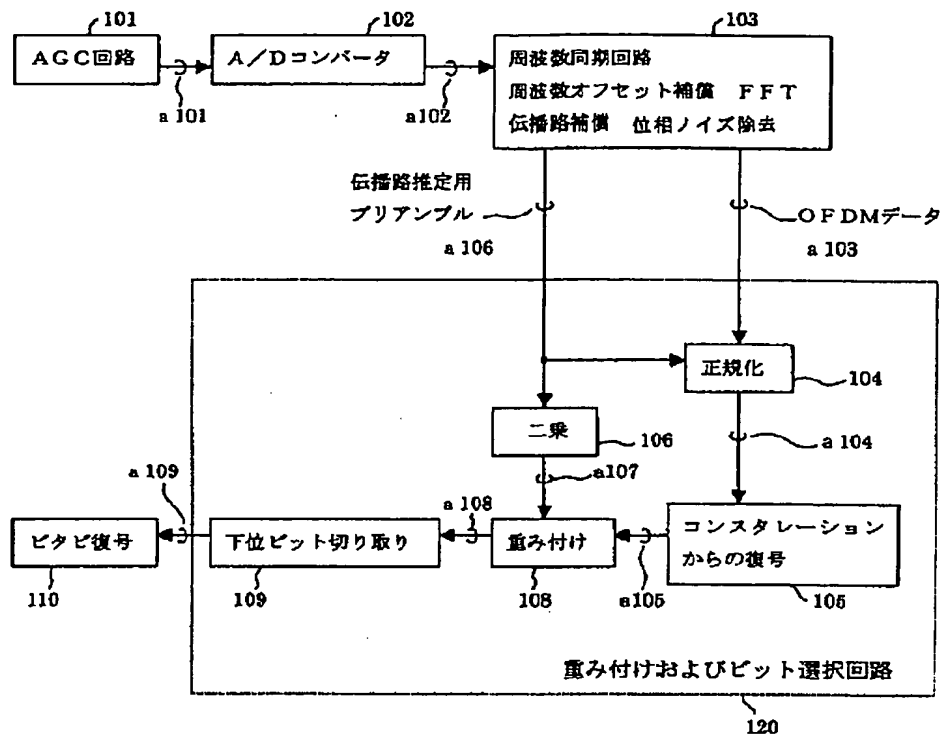 101
102
103
AGC回路
A/Dコンバータ
周波数同期回路
周波数オフセット補償 FFT
伝播路補償 位相ノイズ除去
a101
a102
伝播路推定用
プリアンブル
a106
OFDMデータ
a103
正規化
104
二乗
106
a104
a107
a109
a108
ビタビ復号
下位ビット切り取り
重み付け
コンスタレーション
からの復号
110
109
108
a105
105
重み付けおよびビット選択回路
120